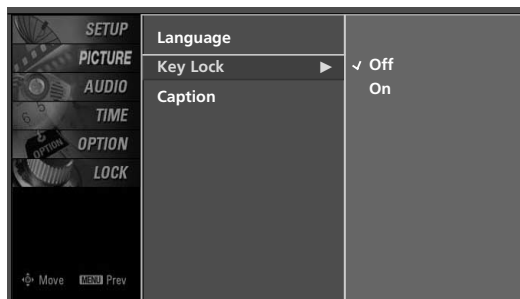 SETUP
PICTURE
AUDIO
TIME
OPTION
LOCK
Move MENU Prev
Language
Key Lock ►
Caption
✓ Off
On